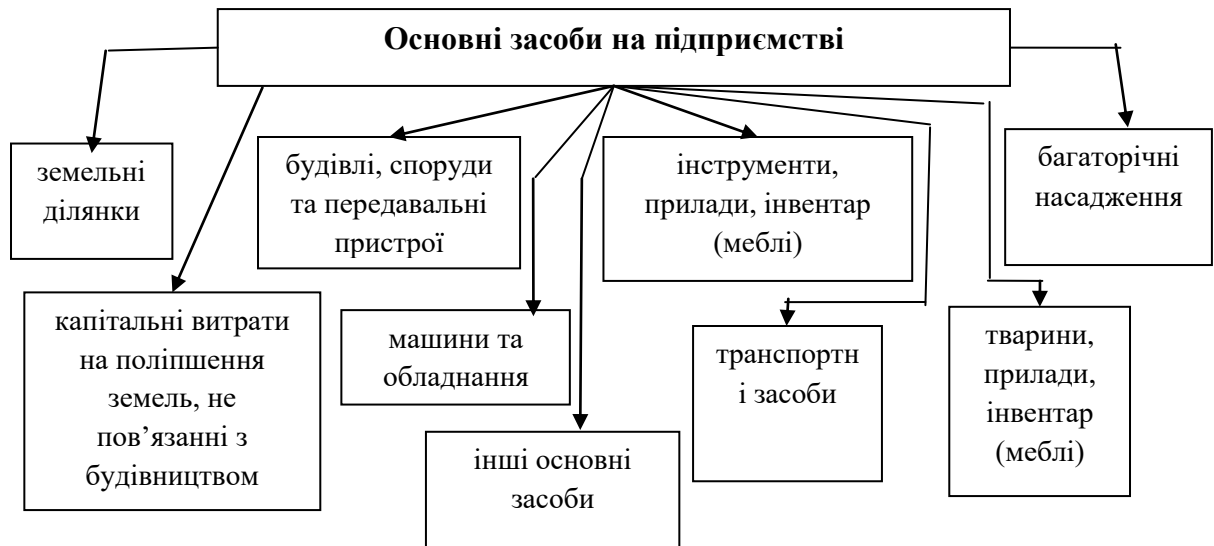 Основні засоби на підприємстві
земельні
ділянки
будівлі, споруди
та передавальні
пристрої
інструменти,
прилади, інвентар
(меблі)
багаторічні
насадження
капітальні витрати
на поліпшення
земель, не
пов’язанні з
будівництвом
машини та
обладнання
інші основні
засоби
транспортн
і засоби
тварини,
прилади,
інвентар
(меблі)